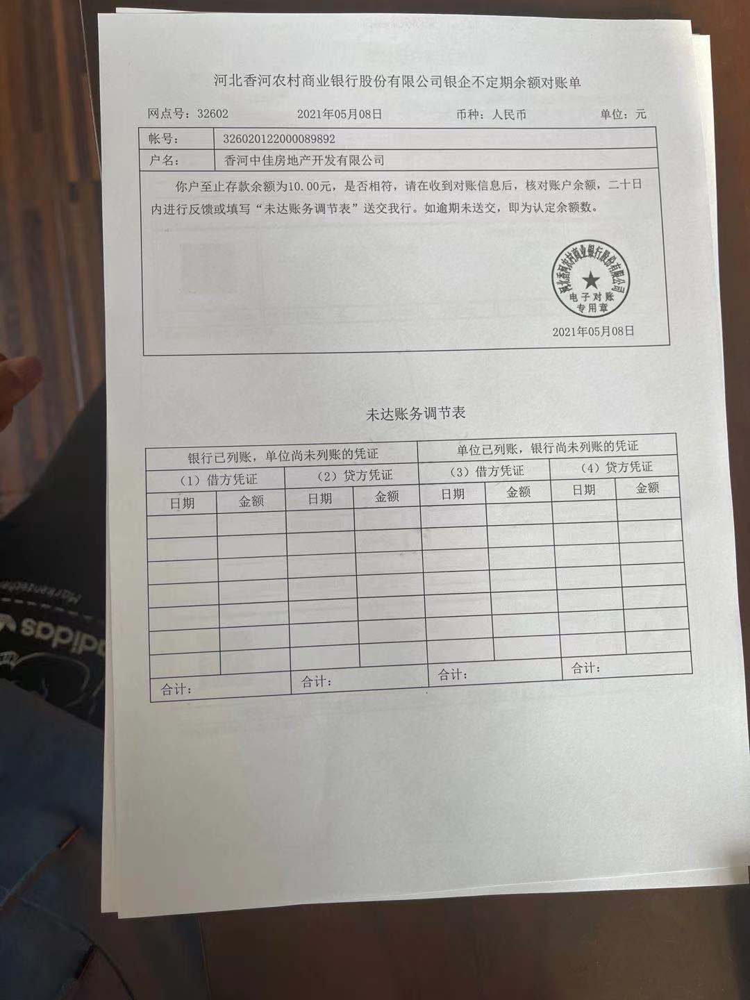 河北香河农村商业银行股份有限公司银企不定期余额对账单
网点号：32602 2021年05月08日 币种：人民币 单位：元
帐号： 326020122000089892
户名： 香河中佳房地产开发有限公司
你户至止存款余额为10.00元，是否相符，请在收到对账信息后，核对账户余额，二十日
内进行反馈或填写“未达账务调节表”送交我行。如逾期未送交，即为认定余额数。
河北香河农村商业银行股份有限公司
电子对账
专用章
2021年05月08日
未达账务调节表
银行已列账，单位尚未列账的凭证 单位已列账，银行尚未列账的凭证
（1）借方凭证 （2）贷方凭证 （3）借方凭证 （4）贷方凭证
日期 金额 日期 金额 日期 金额 日期 金额
合计： 合计： 合计： 合计：
adidas